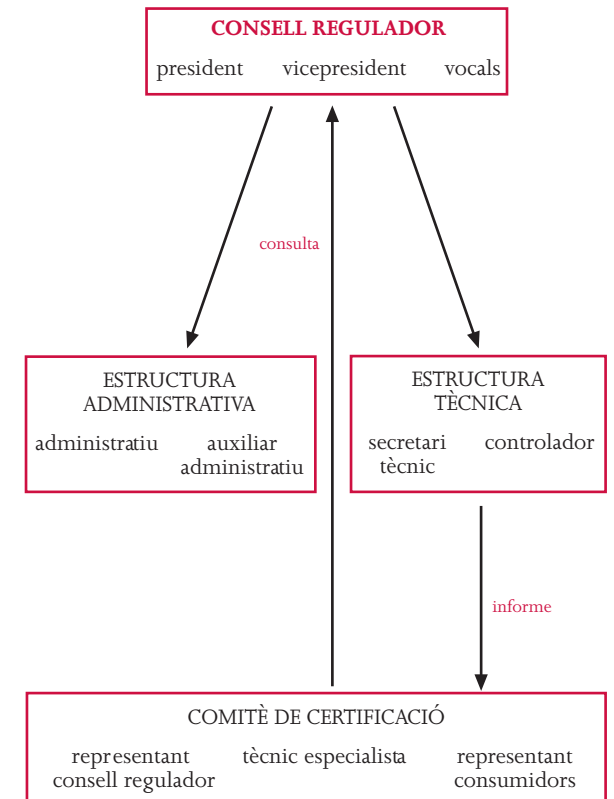 CONSELL REGULADOR
president vicepresident vocals
consulta
ESTRUCTURA
ADMINISTRATIVA
administratiu auxiliar
administratiu
ESTRUCTURA
TÈCNICA
secretari controlador
tècnic
informe
COMITÈ DE CERTIFICACIÓ
representant tècnic especialista representant
consell regulador consumidors